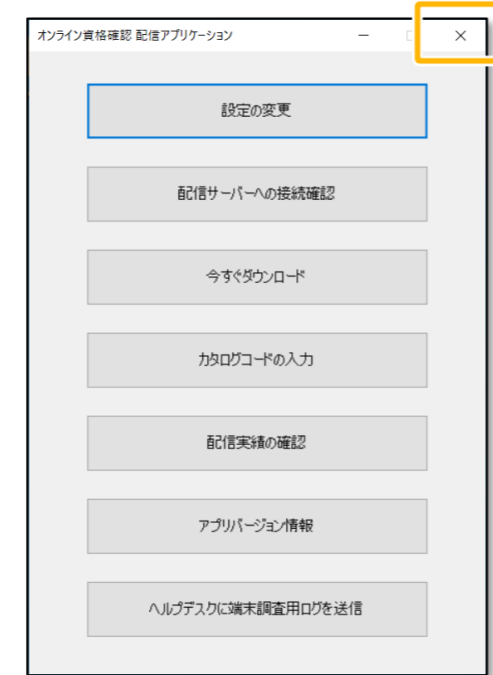 オンライン資格確認 配信アプリケーション
設定の変更
配信サーバーへの接続確認
今すぐダウンロード
カタログコードの入力
配信実績の確認
アプリバージョン情報
ヘルプデスクに端末調査用ログを送信